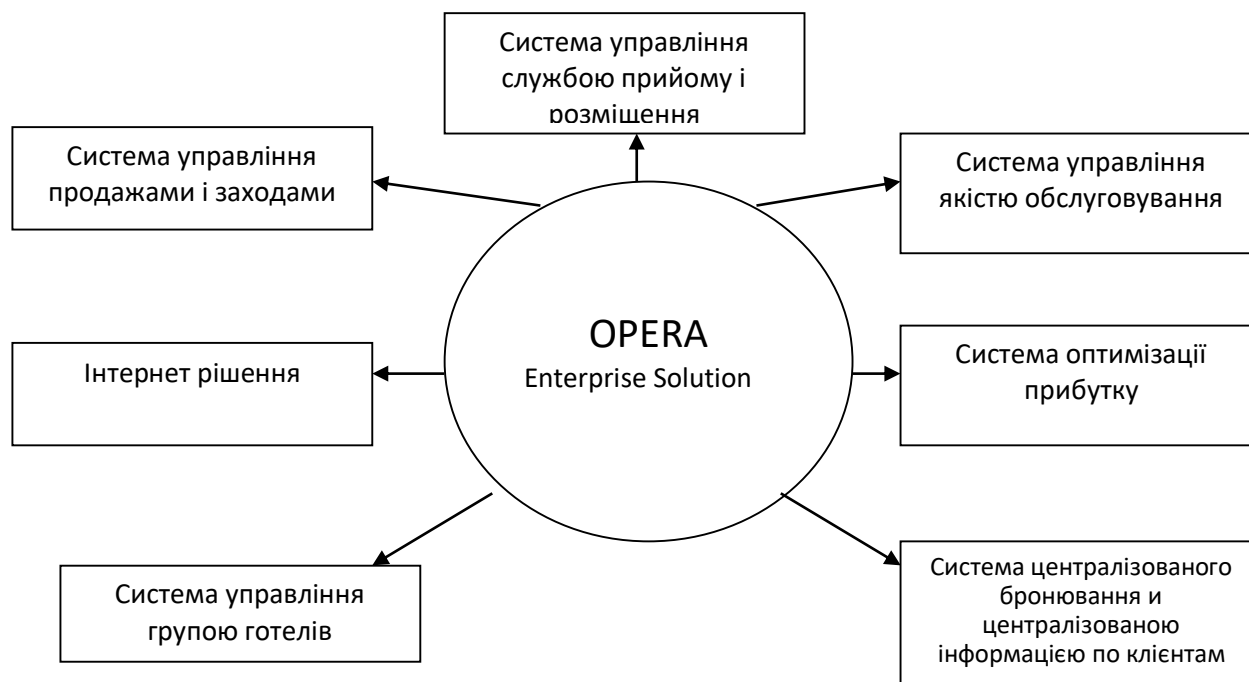 Система управління
службою прийому і
розміщення
Система управління
продажами і заходами
Система управління
якістю обслуговування
OPERA
Enterprise Solution
Інтернет рішення
Система оптимізації
прибутку
Система управління
групою готелів
Система централізованого
бронювання и
централізованою
інформацією по клієнтам